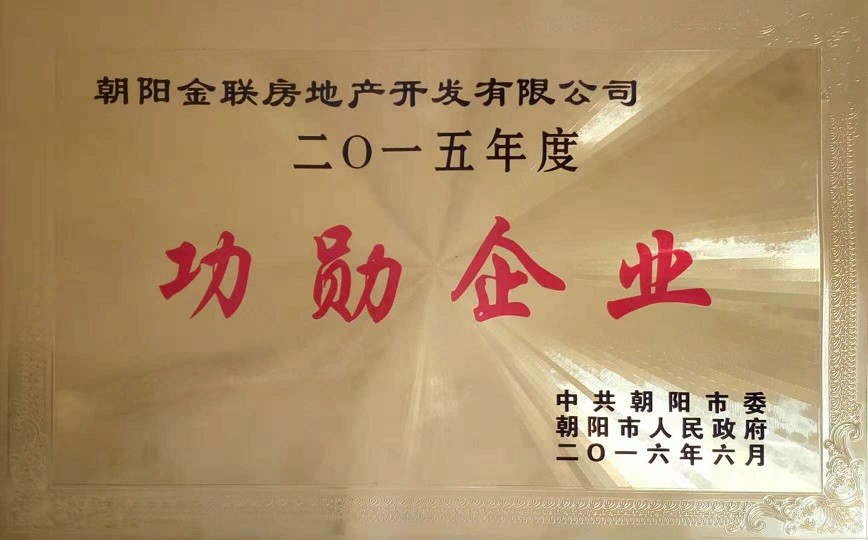 朝阳金联房地产开发有限公司
二〇一五年度
功勋企业
中共朝阳市委
朝阳市人民政府
二〇一六年六月